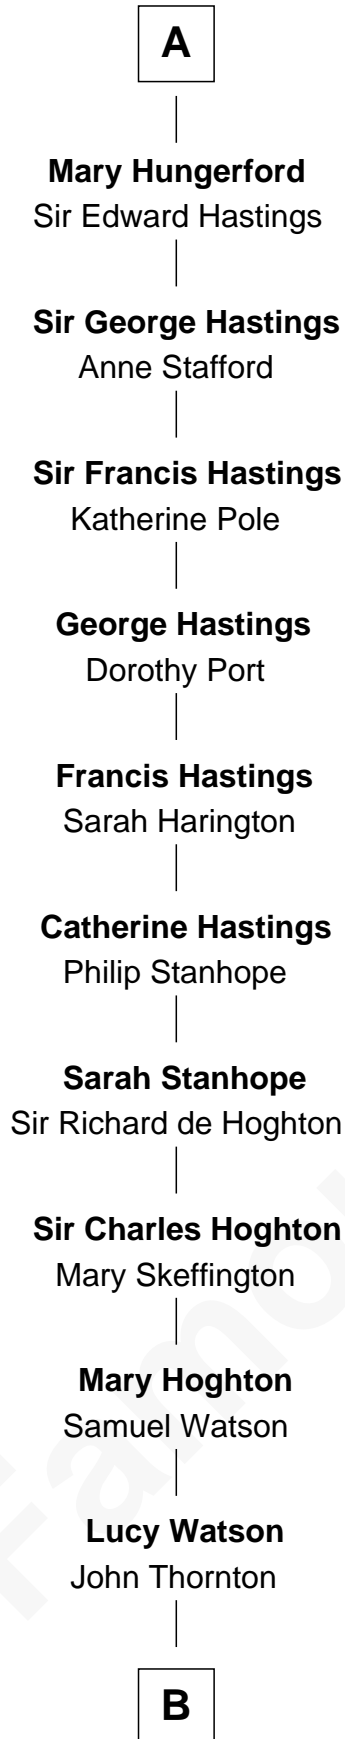 A
Mary Hungerford
Sir Edward Hastings
Sir George Hastings
Anne Stafford
Sir Francis Hastings
Katherine Pole
George Hastings
Dorothy Port
Francis Hastings
Sarah Harington
Catherine Hastings
Philip Stanhope
Sarah Stanhope
Sir Richard de Hoghton
Sir Charles Hoghton
Mary Skeffington
Mary Hoghton
Samuel Watson
Lucy Watson
John Thornton
B